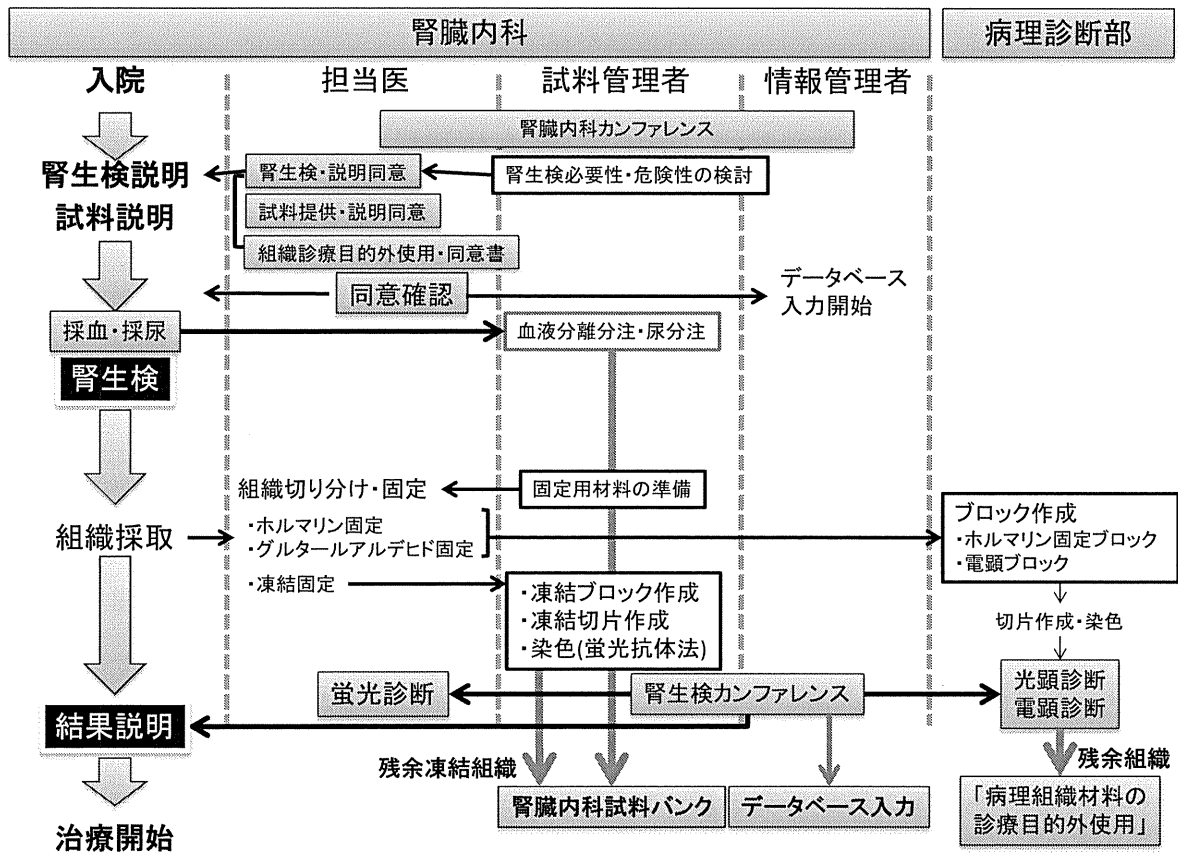 腎臓内科
病理診断部
入院
担当医
試料管理者
情報管理者
腎臓内科カンファレンス
腎生検説明
試料説明
腎生検・説明同意
腎生検必要性・危険性の検討
試料提供・説明同意
組織診療目的外使用・同意書
同意確認
データベース
入力開始
採血・採尿
血液分離分注・尿分注
腎生検
組織切り分け・固定
固定用材料の準備
組織採取
・ホルマリン固定
・グルタールアルデヒド固定
・凍結固定
ブロック作成
・ホルマリン固定ブロック
・電顕ブロック
・凍結ブロック作成
・凍結切片作成
・染色(蛍光抗体法)
切片作成・染色
蛍光診断
腎生検カンファレンス
光顕診断
電顕診断
結果説明
残余凍結組織
残余組織
腎臓内科試料バンク
データベース入力
「病理組織材料の
診療目的外使用」
治療開始